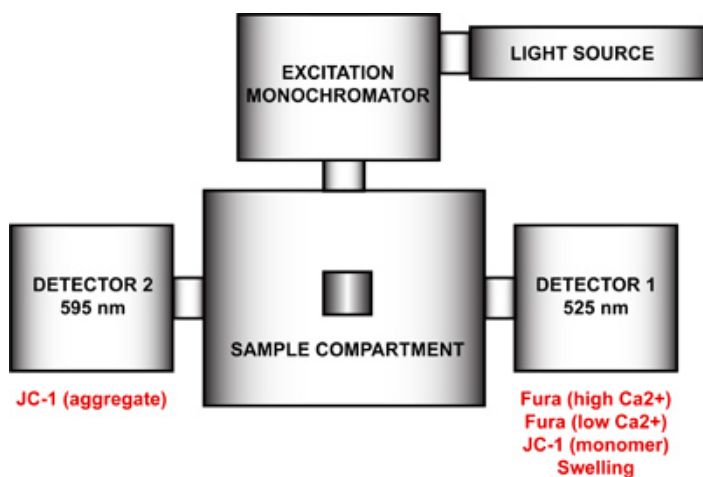 EXCITATION
MONOCHROMATOR
LIGHT SOURCE
DETECTOR 2
595 nm
SAMPLE COMPARTMENT
DETECTOR 1
525 nm
JC-1 (aggregate)
Fura (high Ca2+)
Fura (low Ca2+)
JC-1 (monomer)
Swelling